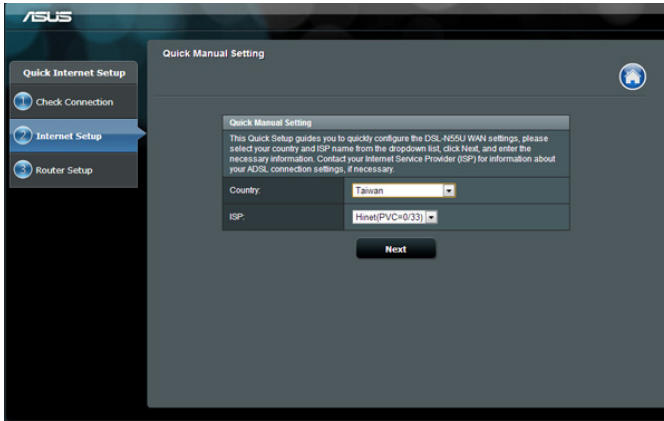 ASUS
Quick Manual Setting
Quick Internet Setup
1 Check Connection
2 Internet Setup
3 Router Setup
Quick Manual Setting
This Quick Setup guides you to quickly configure the DSL-N55U WAN settings, please
select your country and ISP name from the dropdown list, click Next, and enter the
necessary information. Contact your Internet Service Provider (ISP) for information about
your ADSL connection settings, if necessary.
Country: Taiwan
ISP: Hinet(PVC=0/33)
Next